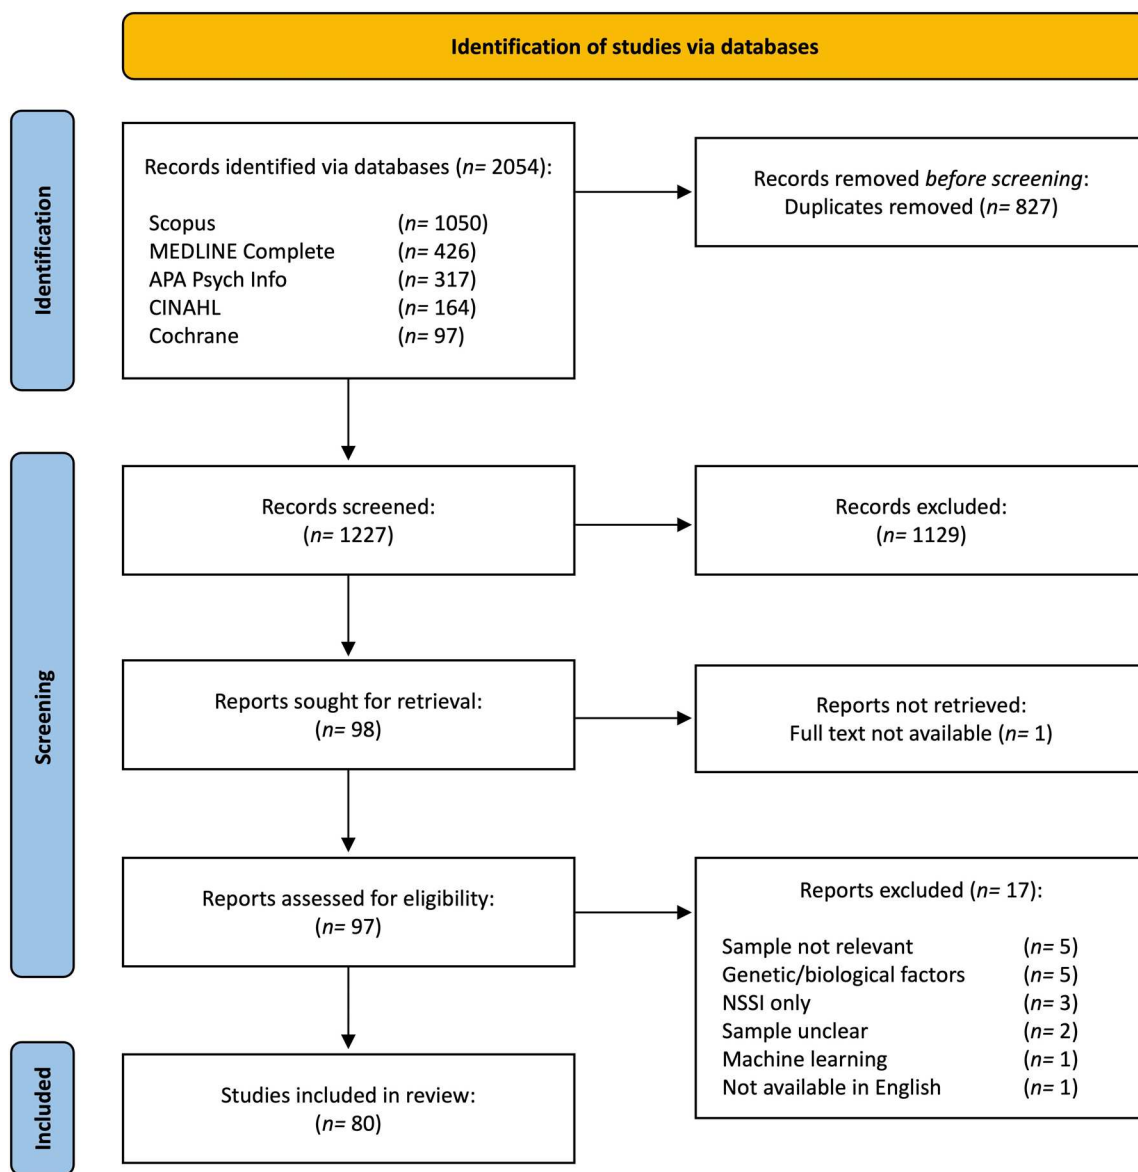 Identification of studies via databases
Identification
Records identified via databases (n= 2054):
Scopus (n= 1050)
MEDLINE Complete (n= 426)
APA Psych Info (n= 317)
CINAHL (n= 164)
Cochrane (n= 97)
Records removed before screening:
Duplicates removed (n= 827)
Screening
Records screened:
(n= 1227)
Records excluded:
(n= 1129)
Reports sought for retrieval:
(n= 98)
Reports not retrieved:
Full text not available (n= 1)
Reports assessed for eligibility:
(n= 97)
Reports excluded (n= 17):
Sample not relevant (n= 5)
Genetic/biological factors (n= 5)
NSSI only (n= 3)
Sample unclear (n= 2)
Machine learning (n= 1)
Not available in English (n= 1)
Included
Studies included in review:
(n= 80)